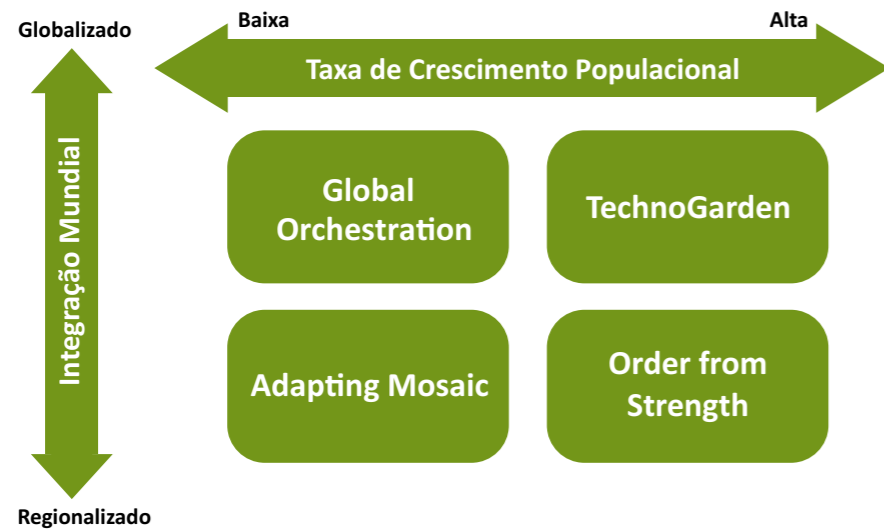 Globalizado
Baixa
Alta
Taxa de Crescimento Populacional
Integração Mundial
Global
Orchestration
TechnoGarden
Adapting Mosaic
Order from
Strength
Regionalizado